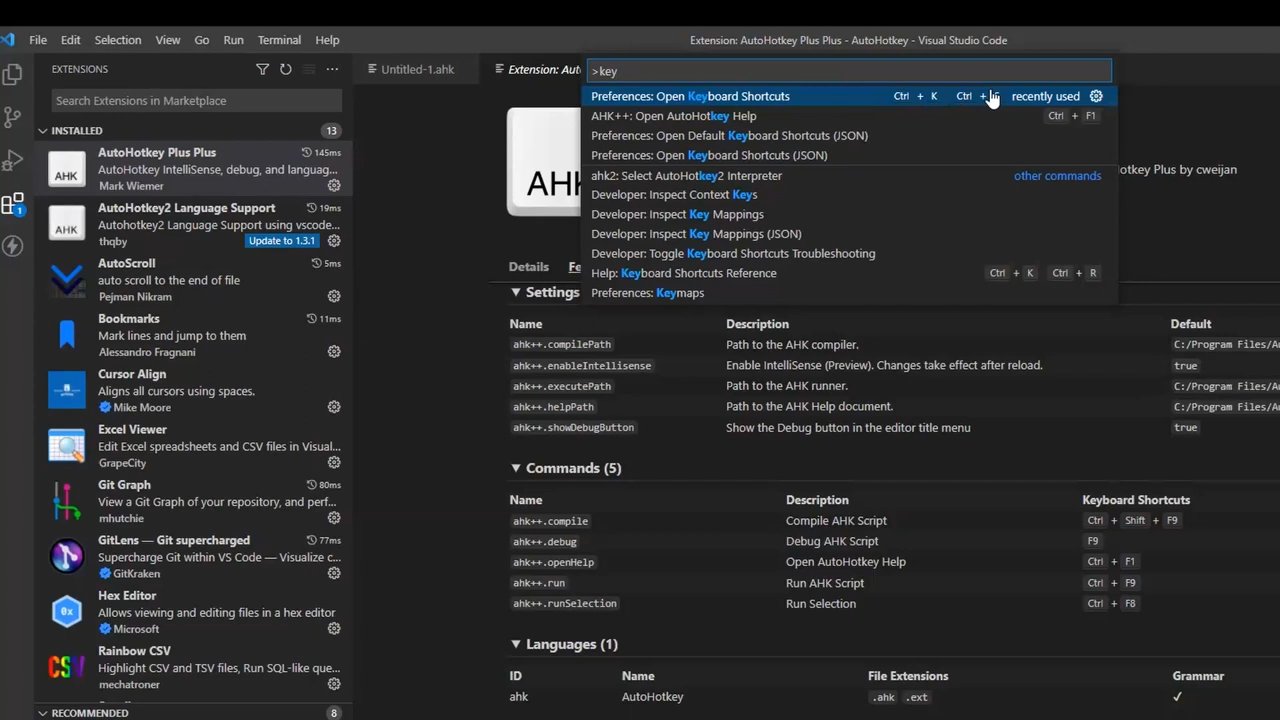 File Edit Selection View Go Run Terminal Help
Extension: AutoHotkey Plus Plus - AutoHotkey - Visual Studio Code
EXTENSIONS
Search Extensions in Marketplace
INSTALLED 13
AutoHotkey Plus Plus 145ms
AutoHotkey IntelliSense, debug, and languag...
Mark Wiemer
AutoHotkey2 Language Support 19ms
Autohotkey2 Language Support using vscode...
thqby Update to 1.3.1
AutoScroll 5ms
auto scroll to the end of file
Pejman Nikram
Bookmarks 11ms
Mark lines and jump to them
Alessandro Fragnani
Cursor Align
Aligns all cursors using spaces.
Mike Moore
Excel Viewer
Edit Excel spreadsheets and CSV files in Visual...
GrapeCity
Git Graph 80ms
View a Git Graph of your repository, and perf...
mhutchie
GitLens — Git supercharged 77ms
Supercharge Git within VS Code — Visualize c...
GitKraken
Hex Editor
Allows viewing and editing files in a hex editor
Microsoft
Rainbow CSV
Highlight CSV and TSV files, Run SQL-like que...
mechatroner
RECOMMENDED 8
1
Untitled-1.ahk
Extension: Au
>key
Preferences: Open Keyboard Shortcuts Ctrl + K Ctrl + recently used
AHK++: Open AutoHotkey Help Ctrl + F1
Preferences: Open Default Keyboard Shortcuts (JSON)
Preferences: Open Keyboard Shortcuts (JSON)
ahk2: Select AutoHotkey2 Interpreter other commands
Developer: Inspect Context Keys
Developer: Inspect Key Mappings
Developer: Inspect Key Mappings (JSON)
Developer: Toggle Keyboard Shortcuts Troubleshooting
Help: Keyboard Shortcuts Reference Ctrl + K Ctrl + R
Preferences: Keymaps
AHK
AHK
AHK
hotkey Plus by cweijan
Details Fe
Settings
Name Description Default
ahk++.compilePath Path to the AHK compiler. C:/Program Files/Au
ahk++.enableIntellisense Enable IntelliSense (Preview). Changes take effect after reload. true
ahk++.executePath Path to the AHK runner. C:/Program Files/Au
ahk++.helpPath Path to the AHK Help document. C:/Program Files/Au
ahk++.showDebugButton Show the Debug button in the editor title menu true
Commands (5)
Name Description Keyboard Shortcuts
ahk++.compile Compile AHK Script Ctrl + Shift + F9
ahk++.debug Debug AHK Script F9
ahk++.openHelp Open AutoHotkey Help Ctrl + F1
ahk++.run Run AHK Script Ctrl + F9
ahk++.runSelection Run Selection Ctrl + F8
Languages (1)
ID Name File Extensions Grammar
ahk AutoHotkey .ahk .ext ✓